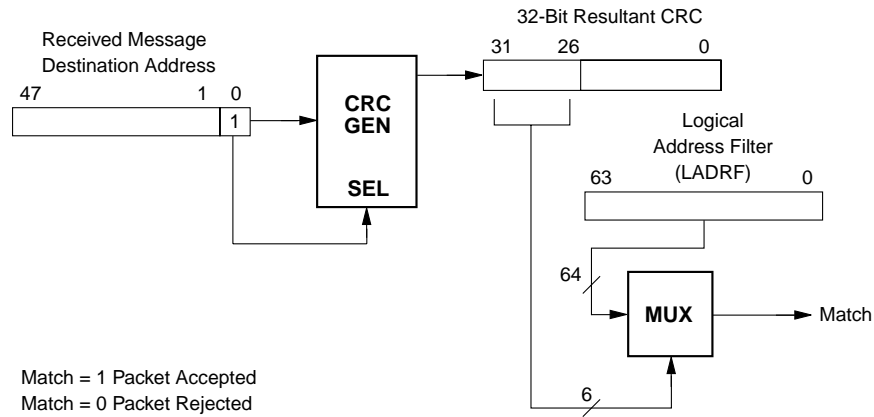 32-Bit Resultant CRC
Received Message
Destination Address
31 26 0
47 1 0
1
CRC
GEN
SEL
Logical
Address Filter
(LADRF)
63 0
64
MUX
Match
6
Match = 1 Packet Accepted
Match = 0 Packet Rejected